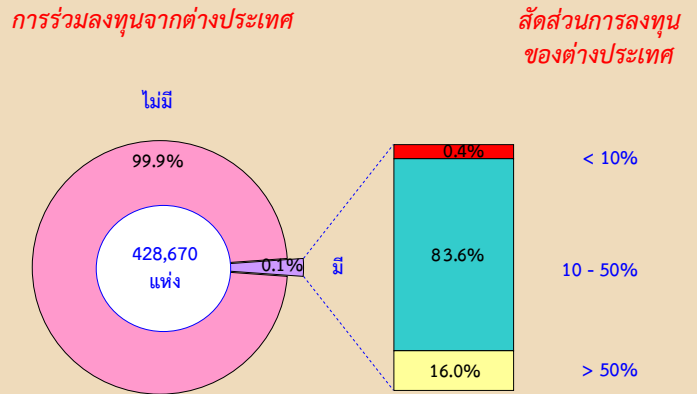 การร่วมลงทุนจากต่างประเทศ
สัดส่วนการลงทุน
ของต่างประเทศ
ไม่มี
99.9%
0.4%
< 10%
428,670
แห่ง
0.1%
มี
83.6%
10 - 50%
16.0%
> 50%